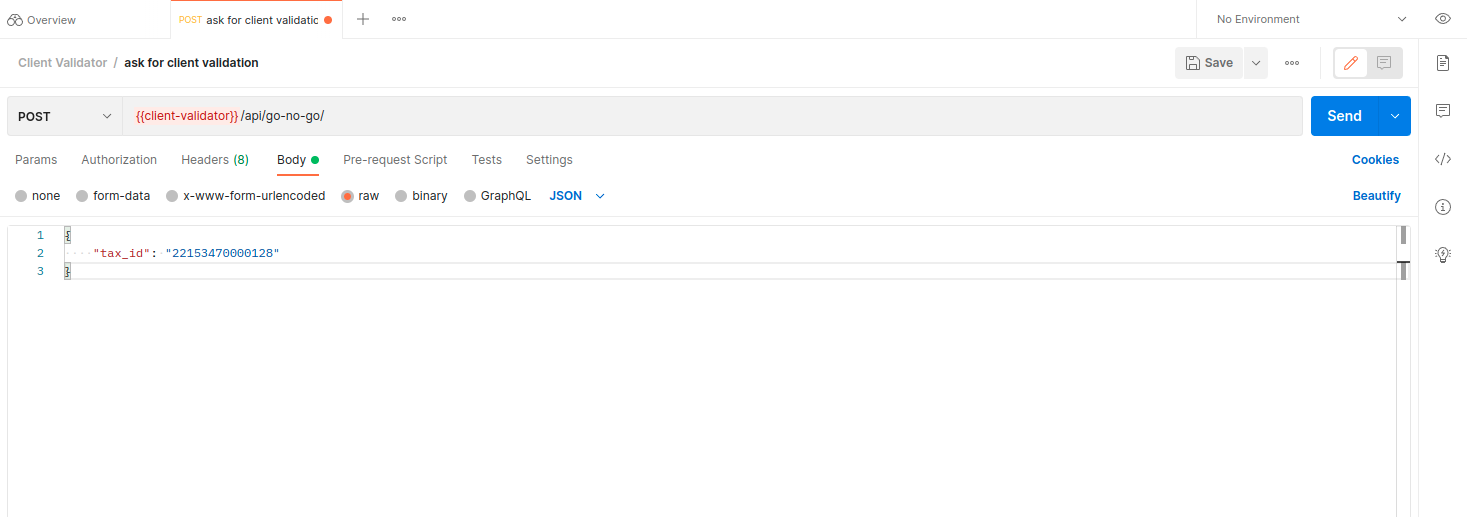 Overview
POST ask for client validatic
No Environment
Client Validator / ask for client validation
Save
POST
{{client-validator}}/api/go-no-go/
Send
Params Authorization Headers (8) Body Pre-request Script Tests Settings Cookies
none form-data x-www-form-urlencoded raw binary GraphQL JSON Beautify
1 {
2 "tax_id": "22153470000128"
3 }